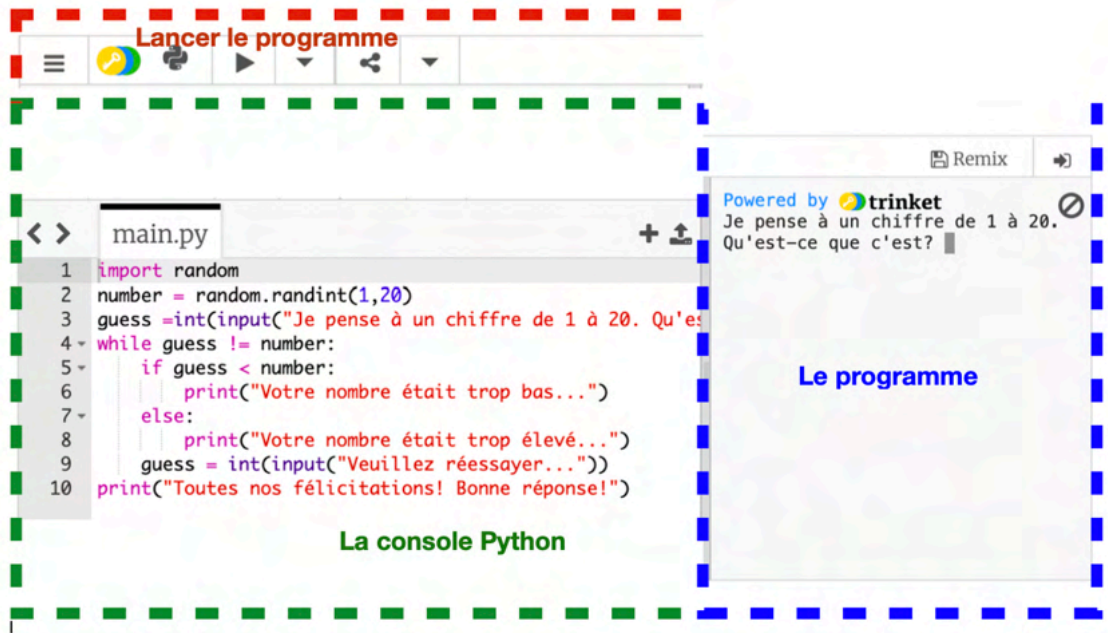 Lancer le programme
Remix
Powered by trinket
Je pense à un chiffre de 1 à 20.
Qu'est-ce que c'est?
main.py
1 import random
2 number = random.randint(1,20)
3 guess =int(input("Je pense à un chiffre de 1 à 20. Qu'es
4 while guess != number:
5 if guess < number:
6 print("Votre nombre était trop bas...")
7 else:
8 print("Votre nombre était trop élevé...")
9 guess = int(input("Veuillez réessayer..."))
10 print("Toutes nos félicitations! Bonne réponse!")
La console Python
Le programme